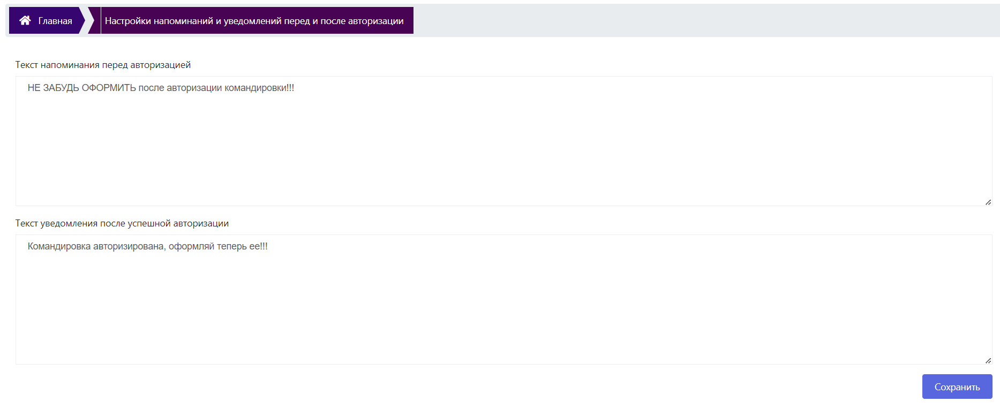 Главная
Настройки напоминаний и уведомлений перед и после авторизации
Текст напоминания перед авторизацией
НЕ ЗАБУДЬ ОФОРМИТЬ после авторизации командировки!!!
Текст уведомления после успешной авторизации
Командировка авторизирована, оформляй теперь ее!!!
Сохранить